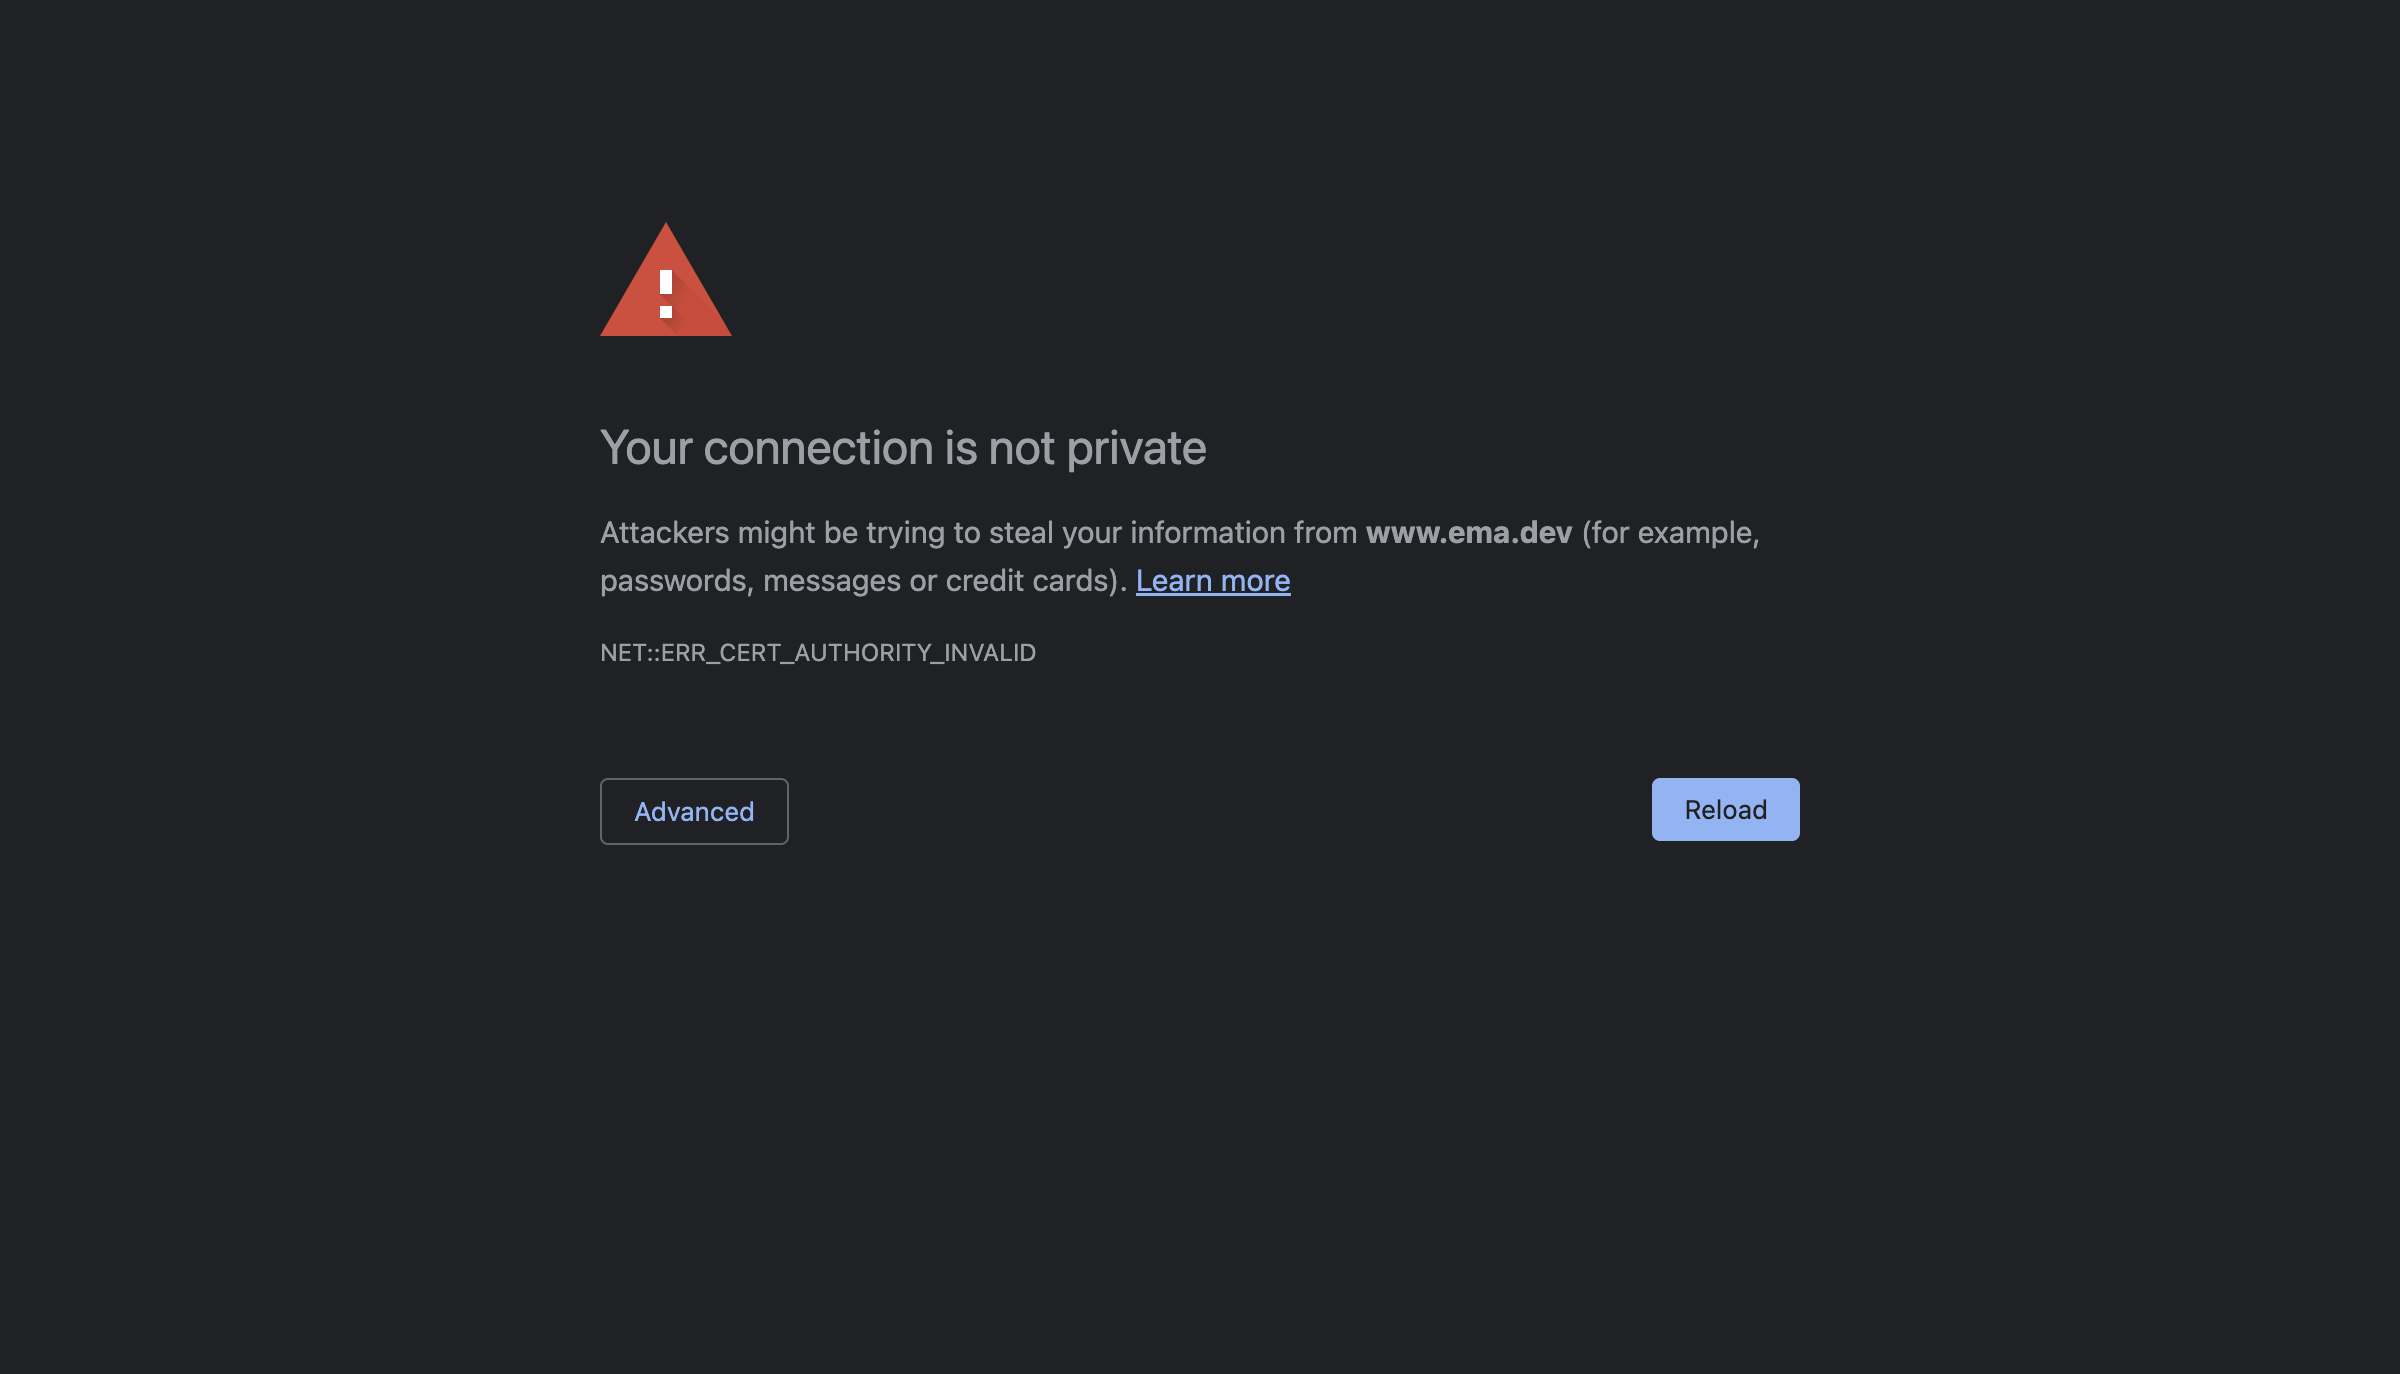 Your connection is not private
Attackers might be trying to steal your information from www.ema.dev (for example,
passwords, messages or credit cards). Learn more
NET::ERR_CERT_AUTHORITY_INVALID
Advanced
Reload